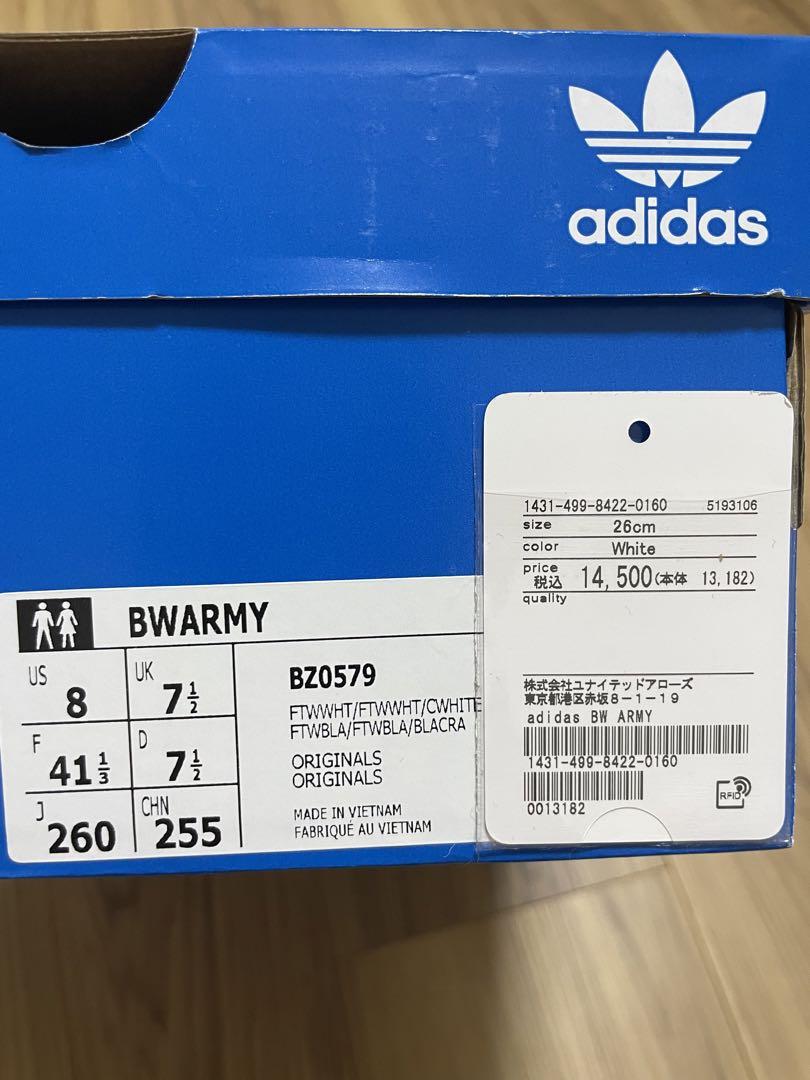 adidas
1431-499-8422-0160 5193106
size 26cm
color White
price
税込 14,500(本体 13,182)
quality
株式会社ユナイテッドアローズ
東京都港区赤坂8-1-19
adidas BW ARMY
1431-499-8422-0160
0013182
RFID
BWARMY
US 8
UK 7½
F 41⅓
D 7½
J 260
CHN 255
BZ0579
FTWWHT/FTWWHT/CWHITE
FTWBLA/FTWBLA/BLACRA
ORIGINALS
ORIGINALS
MADE IN VIETNAM
FABRIQUÉ AU VIETNAM